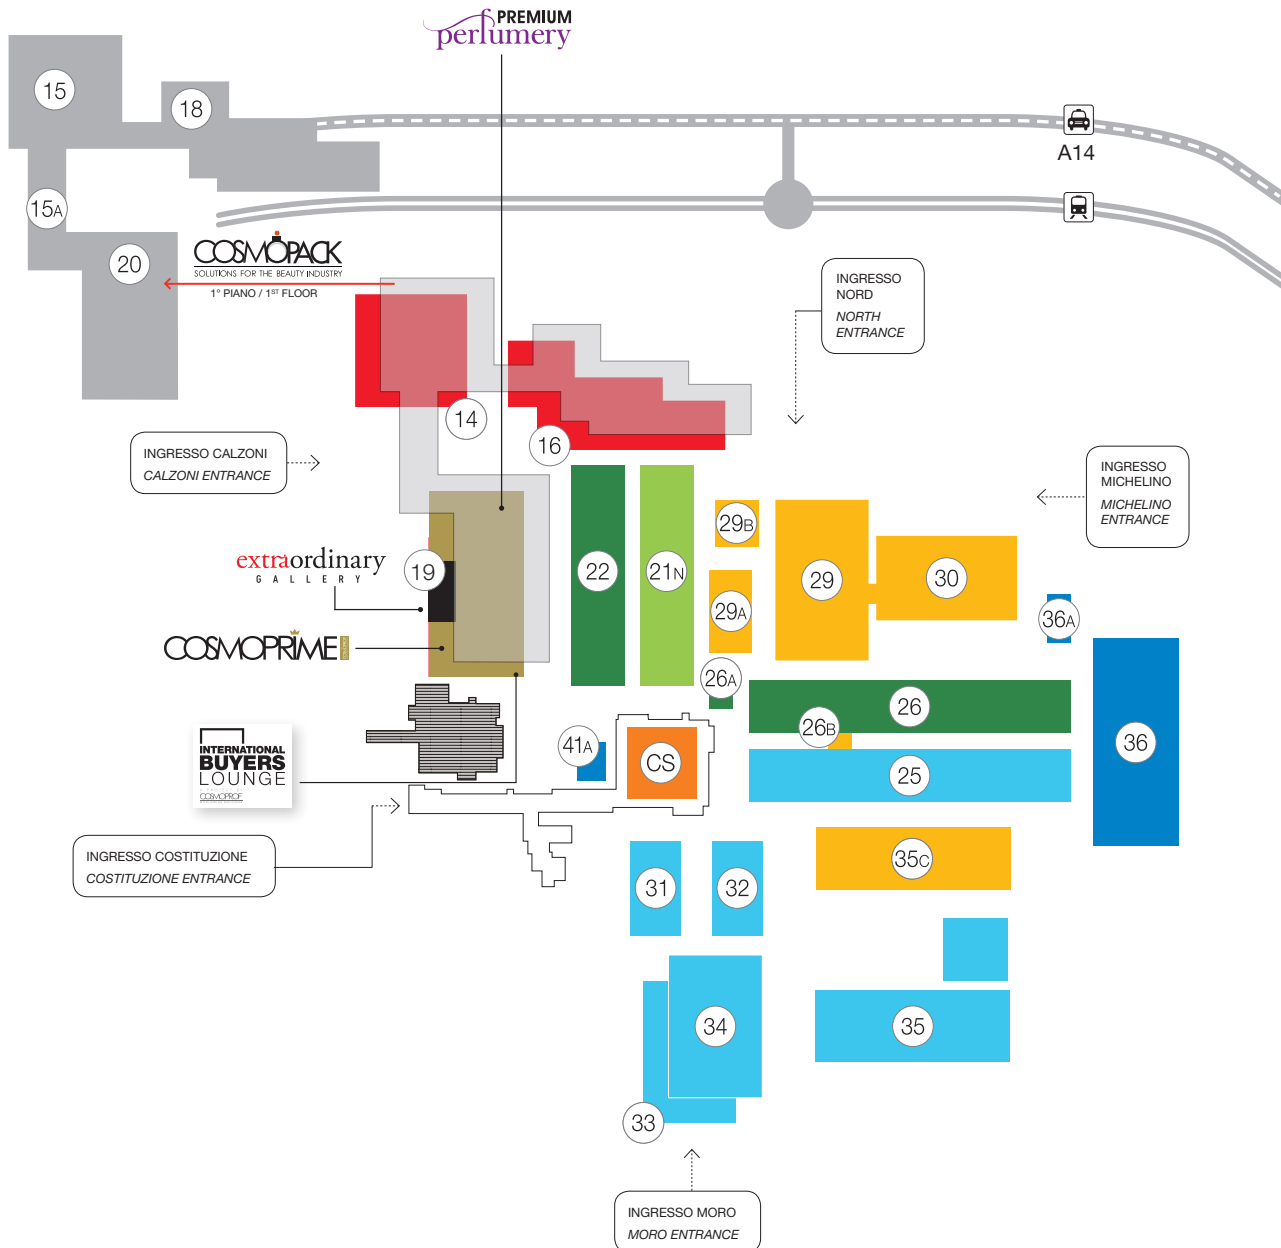 PREMIUM
perfumery
15
18
A14
15A
20
COSMOPACK
SOLUTIONS FOR THE BEAUTY INDUSTRY
1° PIANO / 1ST FLOOR
INGRESSO
NORD
NORTH
ENTRANCE
14
16
INGRESSO CALZONI
CALZONI ENTRANCE
INGRESSO
MICHELINO
MICHELINO
ENTRANCE
29B
extraordinary
GALLERY
19
22
21N
29
30
29A
36A
COSMOPRIME
26A
26
26B
36
INTERNATIONAL
BUYERS
LOUNGE
COSMOPROF
41A
CS
25
INGRESSO COSTITUZIONE
COSTITUZIONE ENTRANCE
35C
31
32
34
35
33
INGRESSO MORO
MORO ENTRANCE